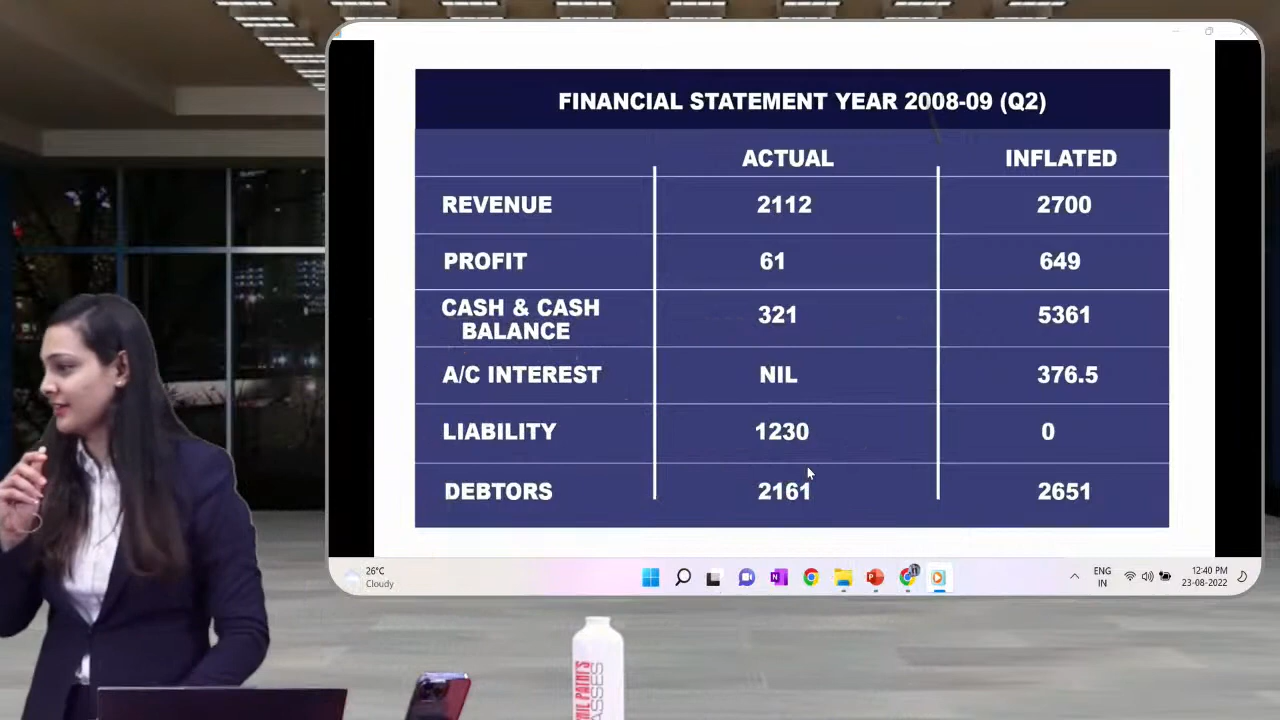 FINANCIAL STATEMENT YEAR 2008-09 (Q2)
ACTUAL INFLATED
REVENUE 2112 2700
PROFIT 61 649
CASH & CASH
BALANCE 321 5361
A/C INTEREST NIL 376.5
LIABILITY 1230 0
DEBTORS 2161 2651
26°C
Cloudy
ENG
IN
12:40 PM
23-08-2022
ASSES